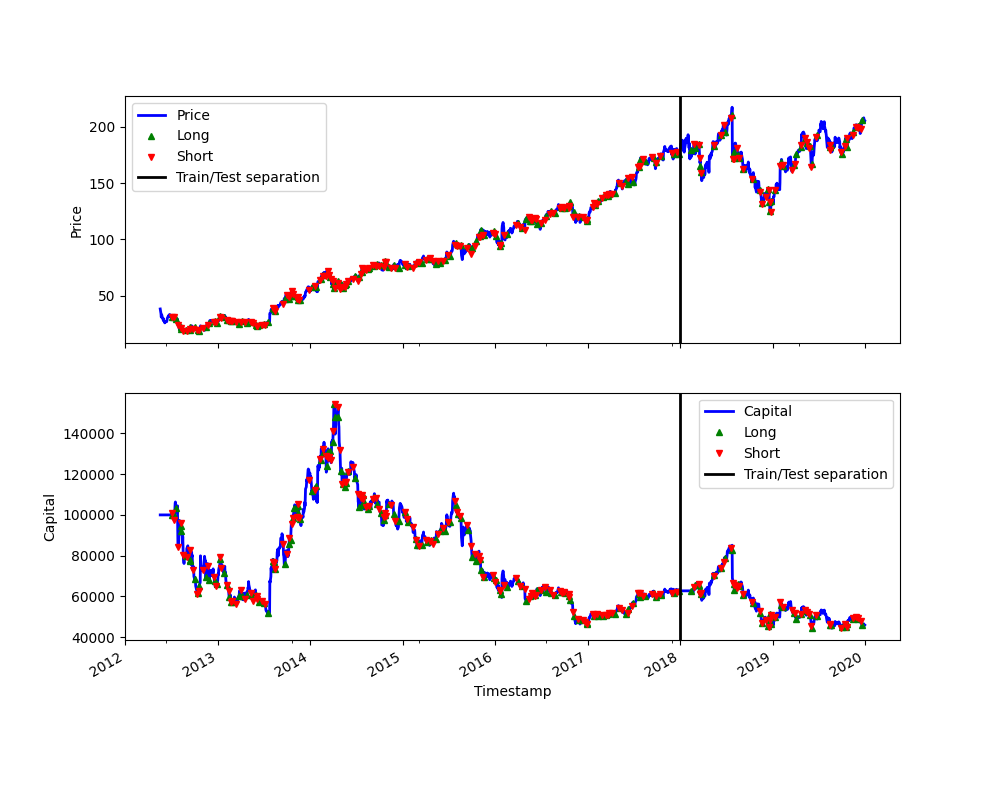 Price
Long
Short
Train/Test separation
200
150
100
50
Price
Capital
Long
Short
Train/Test separation
140000
120000
100000
80000
60000
40000
Capital
2012
2013
2014
2015
2016
2017
2018
2019
2020
Timestamp